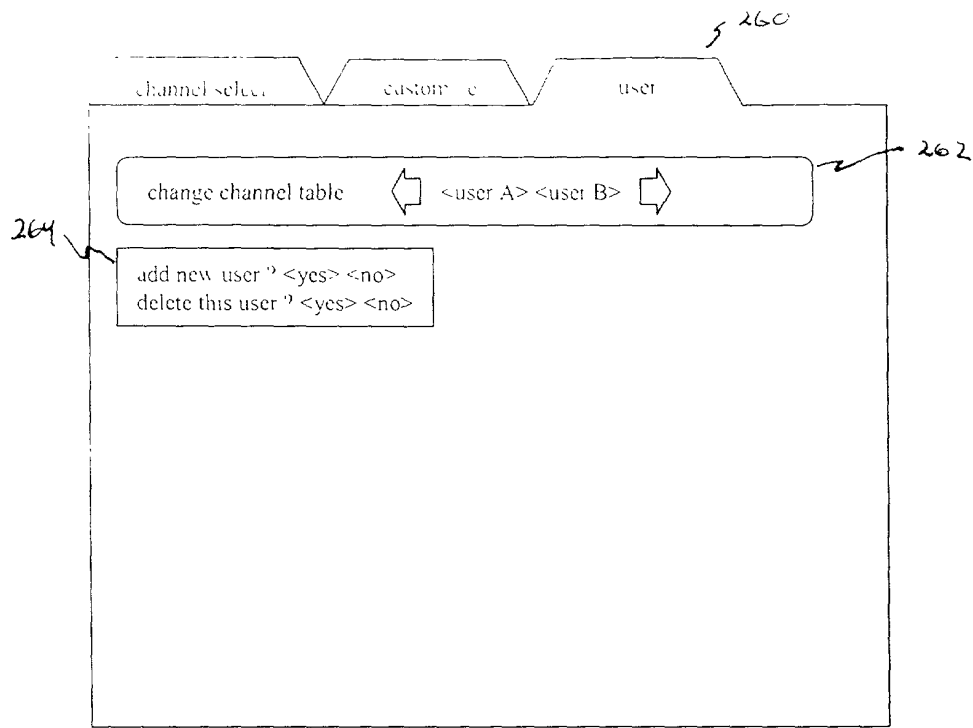 260
channel select
user
262
change channel table <user A> <user B>
264
add new user ? <yes> <no>
delete this user ? <yes> <no>